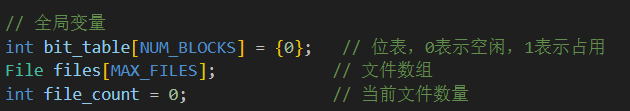 // 全局变量
int bit_table[NUM_BLOCKS] = {0};   // 位表，0表示空闲，1表示占用
File files[MAX_FILES];             // 文件数组
int file_count = 0;                // 当前文件数量